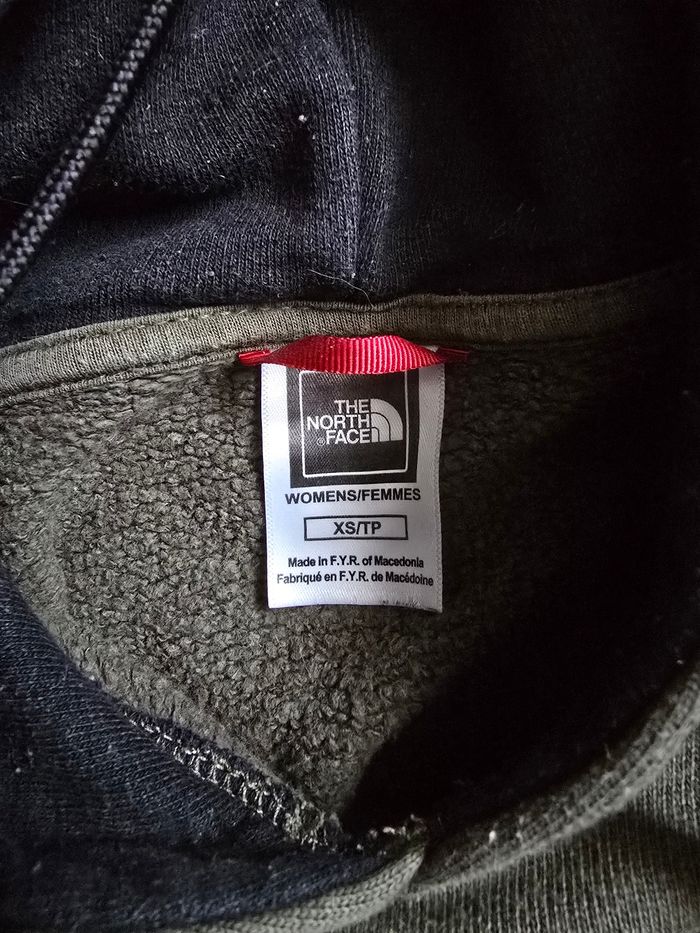 THE
NORTH
FACE
®
WOMENS/FEMMES
XS/TP
Made in F.Y.R. of Macedonia
Fabriqué en F.Y.R. de Macédoine